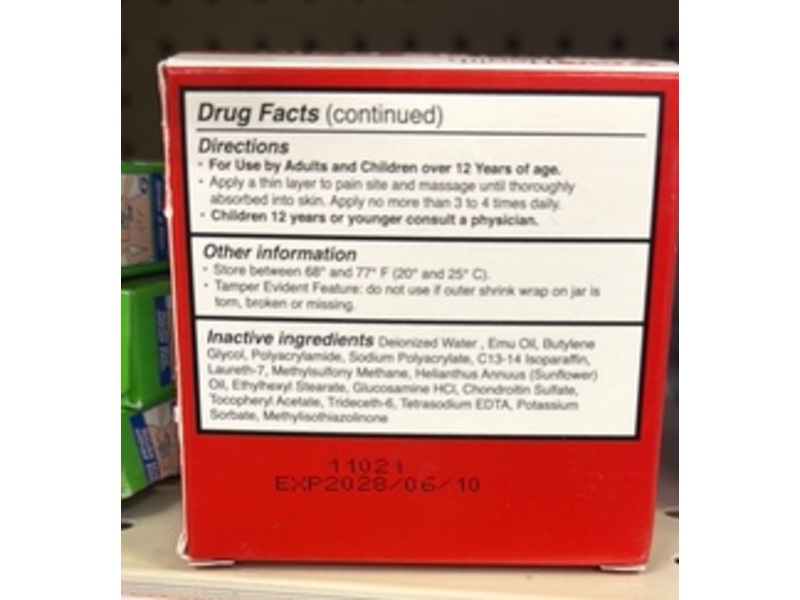 Drug Facts (continued)
Directions
· For Use by Adults and Children over 12 Years of age.
· Apply a thin layer to pain site and massage until thoroughly
absorbed into skin. Apply no more than 3 to 4 times daily.
· Children 12 years or younger consult a physician.
Other information
· Store between 68° and 77° F (20° and 25° C).
· Tamper Evident Feature: do not use if outer shrink wrap on jar is
torn, broken or missing.
Inactive ingredients Deionized Water , Emu Oil, Butylene
Glycol, Polyacrylamide, Sodium Polyacrylate, C13-14 Isoparaffin,
Laureth-7, Methylsulfony Methane, Helianthus Annuus (Sunflower)
Oil, Ethylhexyl Stearate, Glucosamine HCl, Chondroitin Sulfate,
Tocopheryl Acetate, Trideceth-6, Tetrasodium EDTA, Potassium
Sorbate, Methylisothiazolinone
11021
EXP2028/06/10